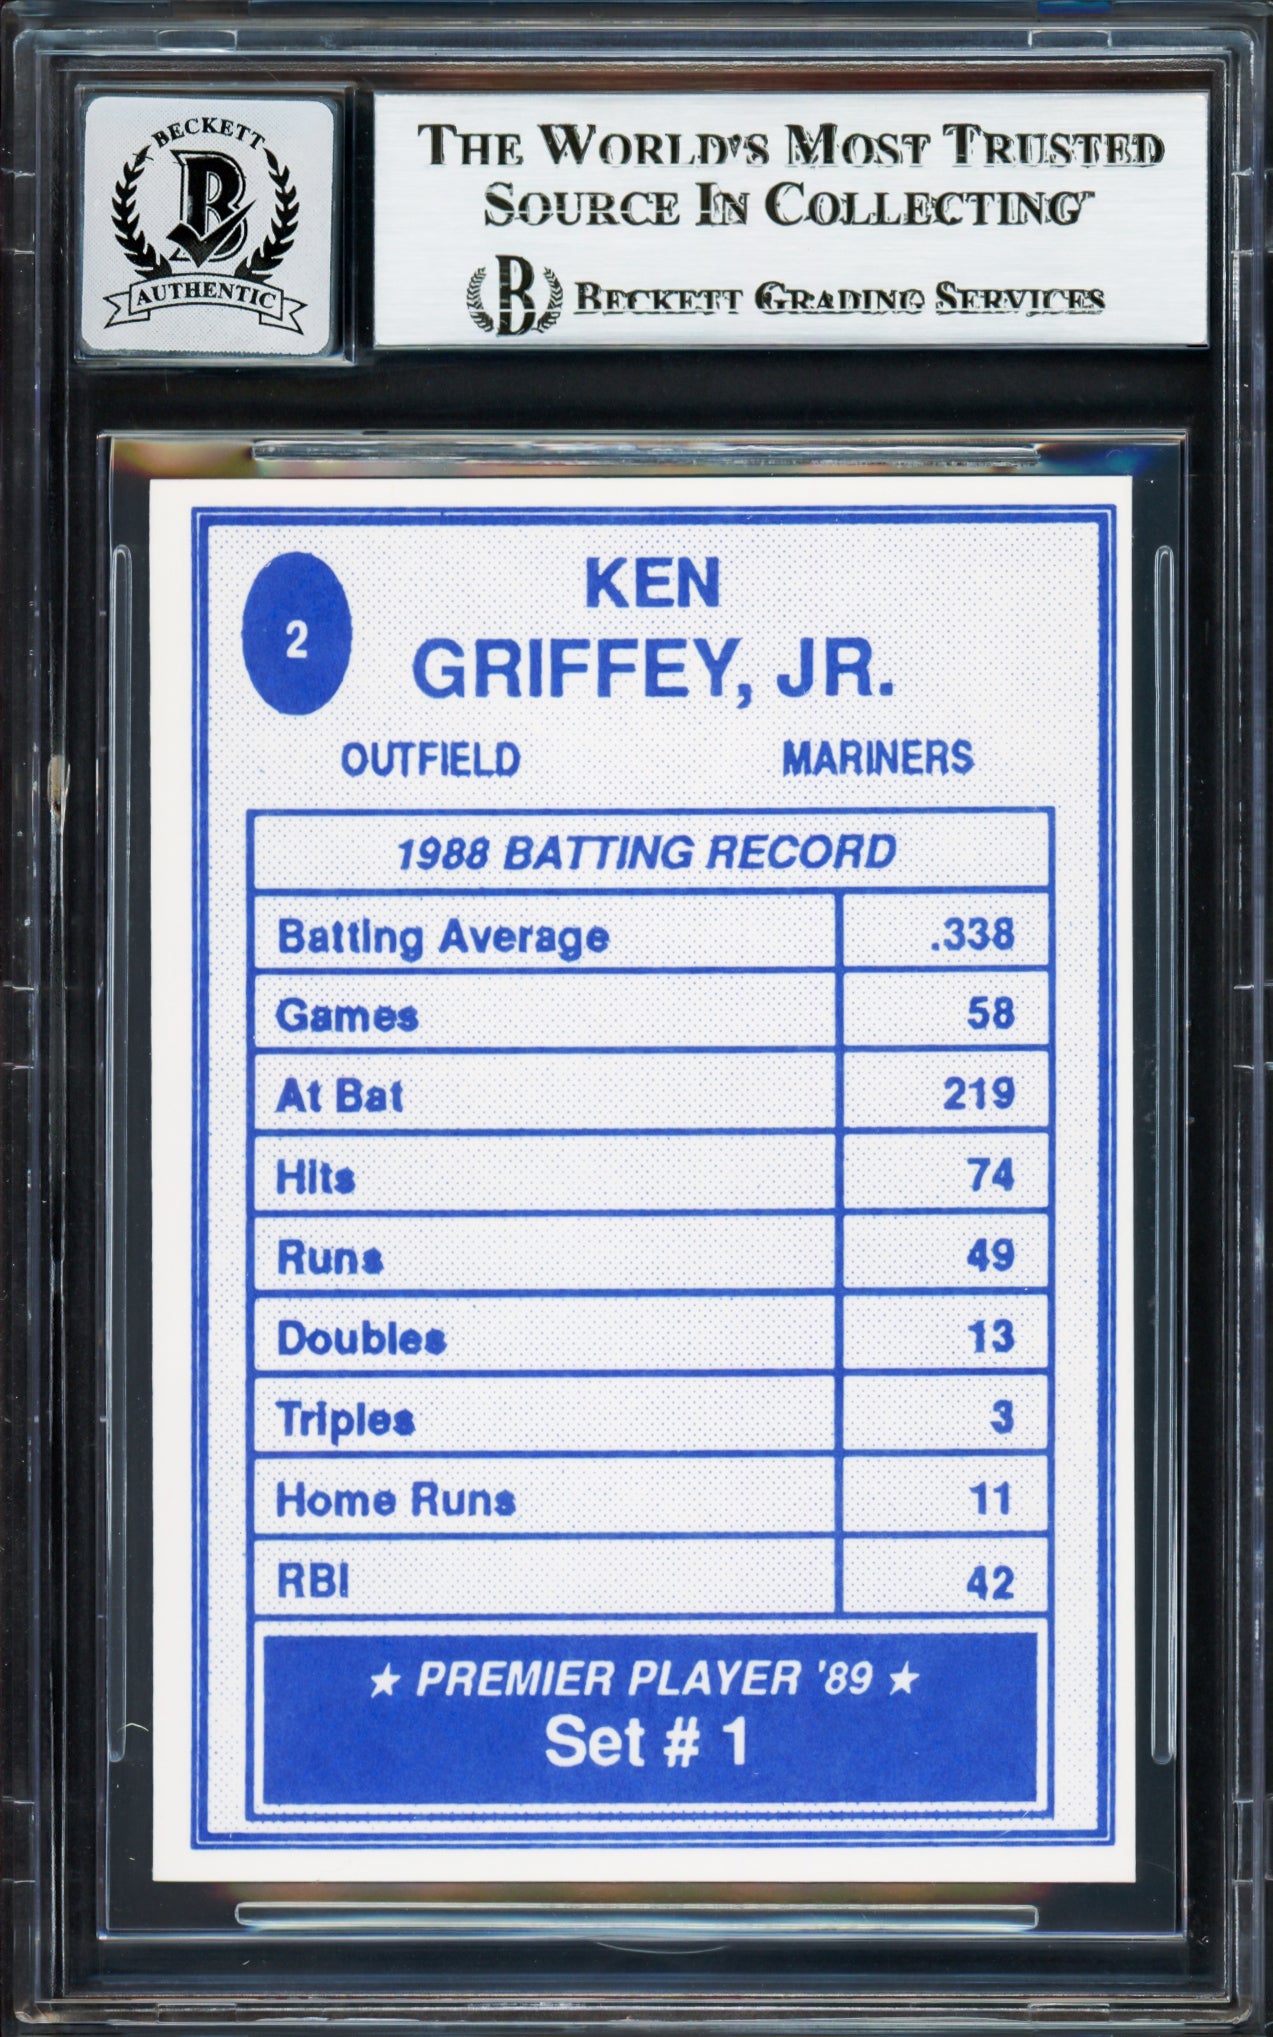 BECKETT
AUTHENTIC
THE WORLD'S MOST TRUSTED
SOURCE IN COLLECTING™
B BECKETT GRADING SERVICES
2
KEN
GRIFFEY, JR.
OUTFIELD MARINERS
1988 BATTING RECORD
Batting Average .338
Games 58
At Bat 219
Hits 74
Runs 49
Doubles 13
Triples 3
Home Runs 11
RBI 42
★ PREMIER PLAYER '89 ★
Set # 1